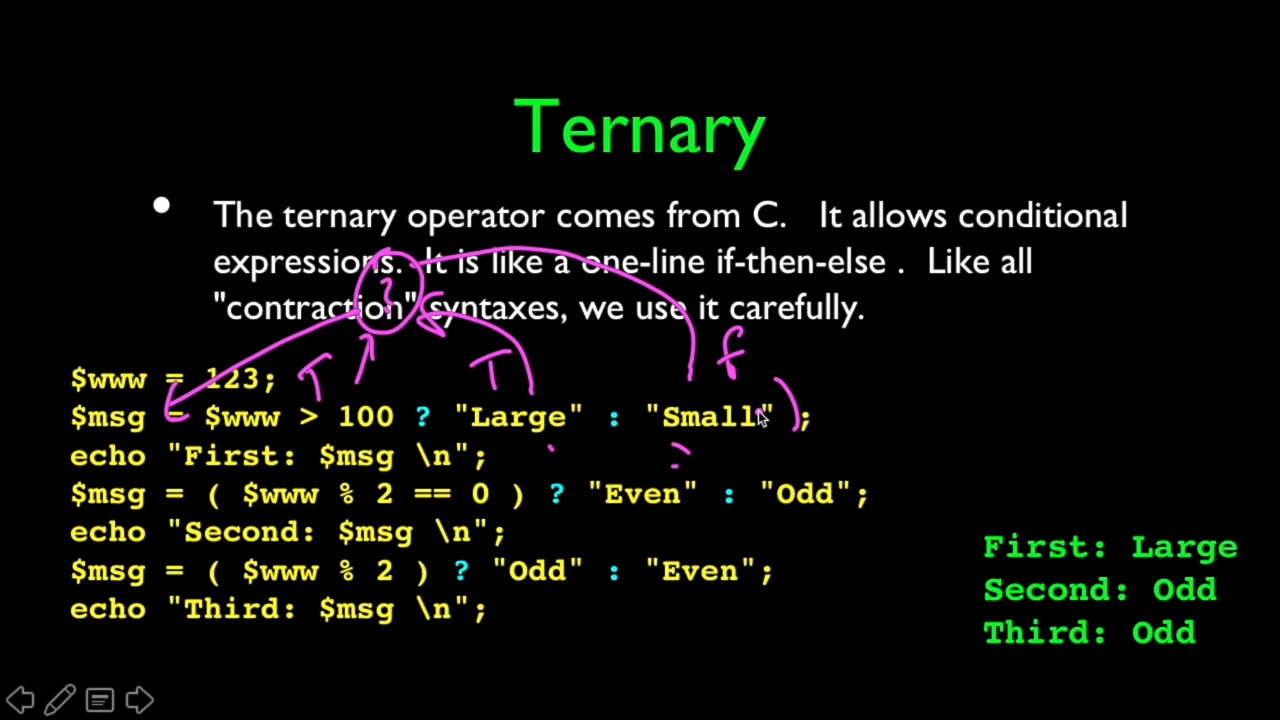 Ternary
• The ternary operator comes from C. It allows conditional
expressions. It is like a one-line if-then-else . Like all
"contraction" syntaxes, we use it carefully.
?
T T f
$www = 123;
$msg = $www > 100 ? "Large" : "Small" ) ;
echo "First: $msg \n";
$msg = ( $www % 2 == 0 ) ? "Even" : "Odd";
echo "Second: $msg \n";
$msg = ( $www % 2 ) ? "Odd" : "Even";
echo "Third: $msg \n";
First: Large
Second: Odd
Third: Odd